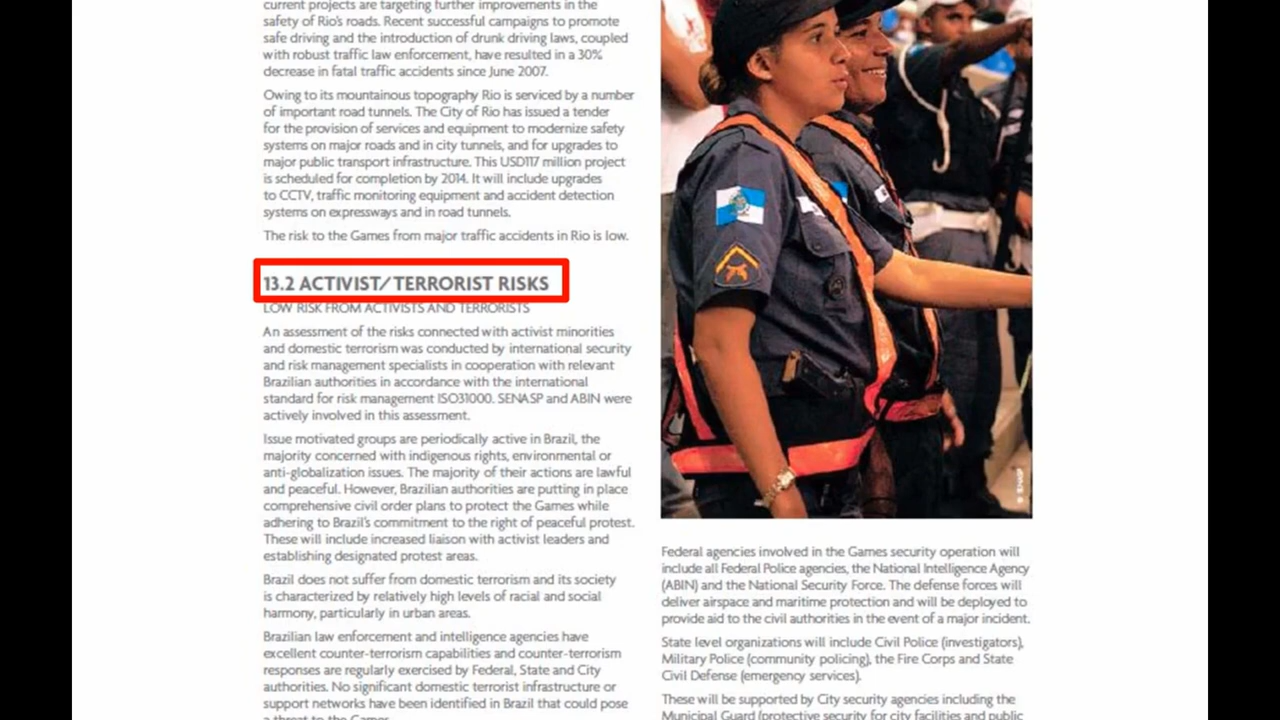 current projects are targeting further improvements in the
safety of Rio's roads. Recent successful campaigns to promote
safe driving and the introduction of drunk driving laws, coupled
with robust traffic law enforcement, have resulted in a 30%
decrease in fatal traffic accidents since June 2007.
Owing to its mountainous topography Rio is serviced by a number
of important road tunnels. The City of Rio has issued a tender
for the provision of services and equipment to modernize safety
systems on major roads and in city tunnels, and for upgrades to
major public transport infrastructure. This USD117 million project
is scheduled for completion by 2014. It will include upgrades
to CCTV, traffic monitoring equipment and accident detection
systems on expressways and in road tunnels.
The risk to the Games from major traffic accidents in Rio is low.
13.2 ACTIVIST/TERRORIST RISKS
LOW RISK FROM ACTIVISTS AND TERRORISTS
An assessment of the risks connected with activist minorities
and domestic terrorism was conducted by international security
and risk management specialists in cooperation with relevant
Brazilian authorities in accordance with the international
standard for risk management ISO31000. SENASP and ABIN were
actively involved in this assessment.
Issue motivated groups are periodically active in Brazil, the
majority concerned with indigenous rights, environmental or
anti-globalization issues. The majority of their actions are lawful
and peaceful. However, Brazilian authorities are putting in place
comprehensive civil order plans to protect the Games while
adhering to Brazil's commitment to the right of peaceful protest.
These will include increased liaison with activist leaders and
establishing designated protest areas.
Brazil does not suffer from domestic terrorism and its society
is characterized by relatively high levels of racial and social
harmony, particularly in urban areas.
Brazilian law enforcement and intelligence agencies have
excellent counter-terrorism capabilities and counter-terrorism
responses are regularly exercised by Federal, State and City
authorities. No significant domestic terrorist infrastructure or
support networks have been identified in Brazil that could pose
a threat to the Games.
Federal agencies involved in the Games security operation will
include all Federal Police agencies, the National Intelligence Agency
(ABIN) and the National Security Force. The defense forces will
deliver airspace and maritime protection and will be deployed to
provide aid to the civil authorities in the event of a major incident.
State level organizations will include Civil Police (investigators),
Military Police (community policing), the Fire Corps and State
Civil Defense (emergency services).
These will be supported by City security agencies including the
Municipal Guard (protective security for city facilities and public